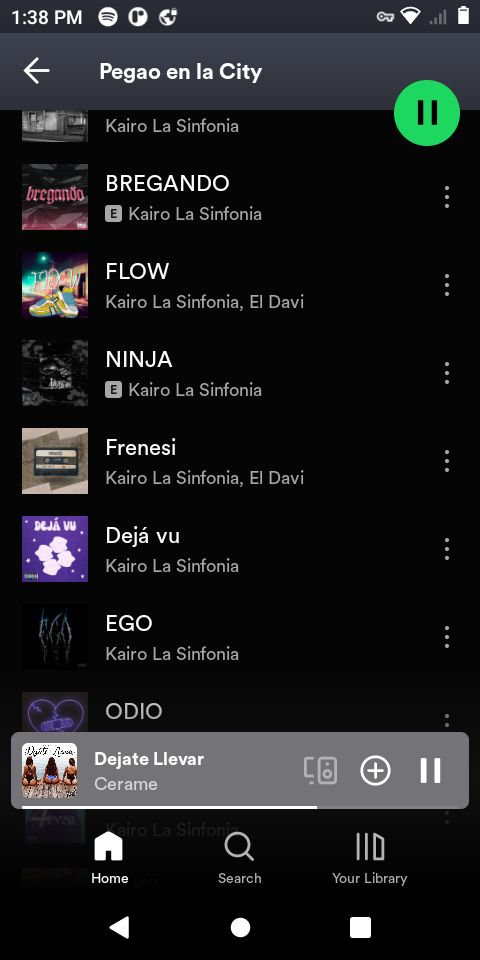 1:38 PM
Pegao en la City
Kairo La Sinfonia
bregando
BREGANDO
E Kairo La Sinfonia
FLOW
FLOW
Kairo La Sinfonia, El Davi
NINJA
E Kairo La Sinfonia
Frenesi
Kairo La Sinfonia, El Davi
DEJÁ VU
Dejá vu
Kairo La Sinfonia
EGO
Kairo La Sinfonia
ODIO
Dejate Llevar
Cerame
4ever
Kairo La Sinfonia
Home
Search
Your Library